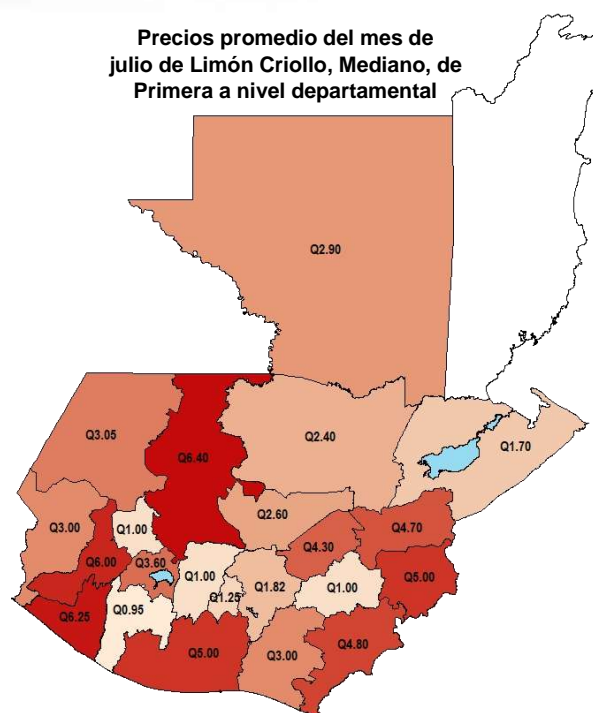 Precios promedio del mes de
julio de Limón Criollo, Mediano, de
Primera a nivel departamental
Q2.90
Q3.05
Q6.40
Q2.40
Q1.70
Q3.00
Q1.00
Q2.60
Q4.70
Q6.00
Q3.60
Q4.30
Q1.00
Q1.25
Q1.82
Q1.00
Q5.00
Q6.25
Q0.95
Q5.00
Q3.00
Q4.80